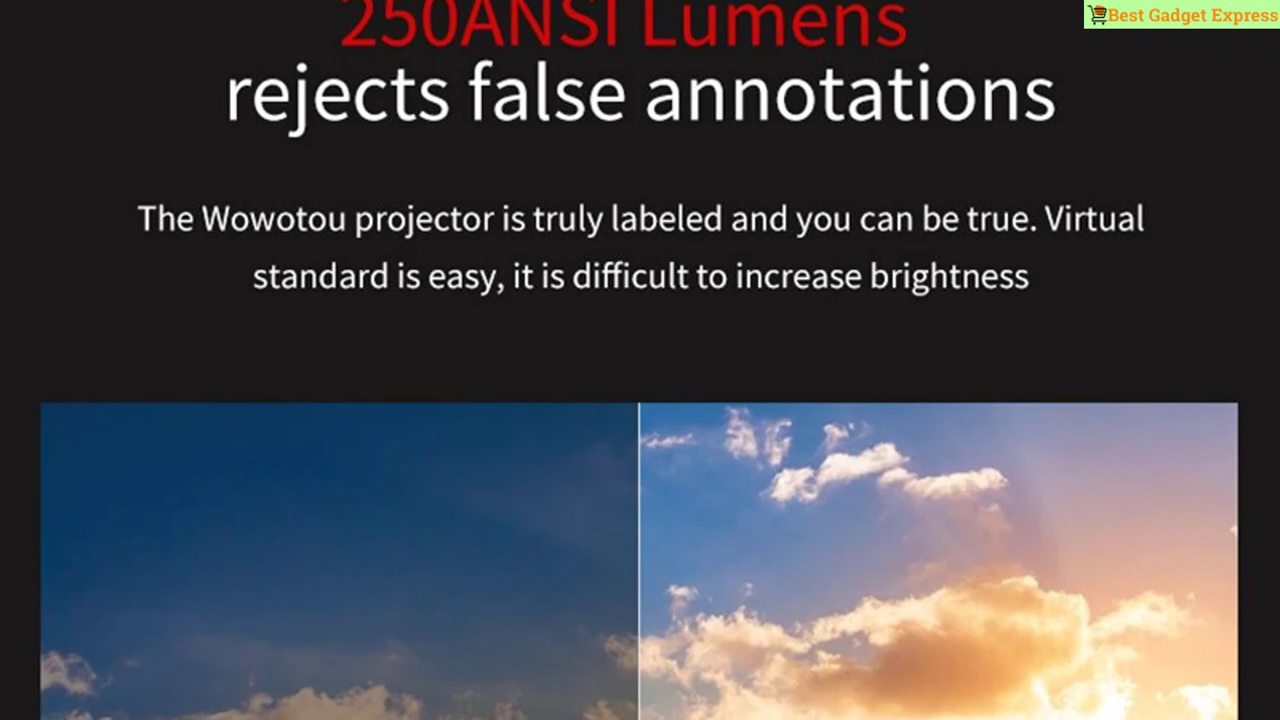 Best Gadget Express
250ANSI Lumens
rejects false annotations
The Wowotou projector is truly labeled and you can be true. Virtual
standard is easy, it is difficult to increase brightness